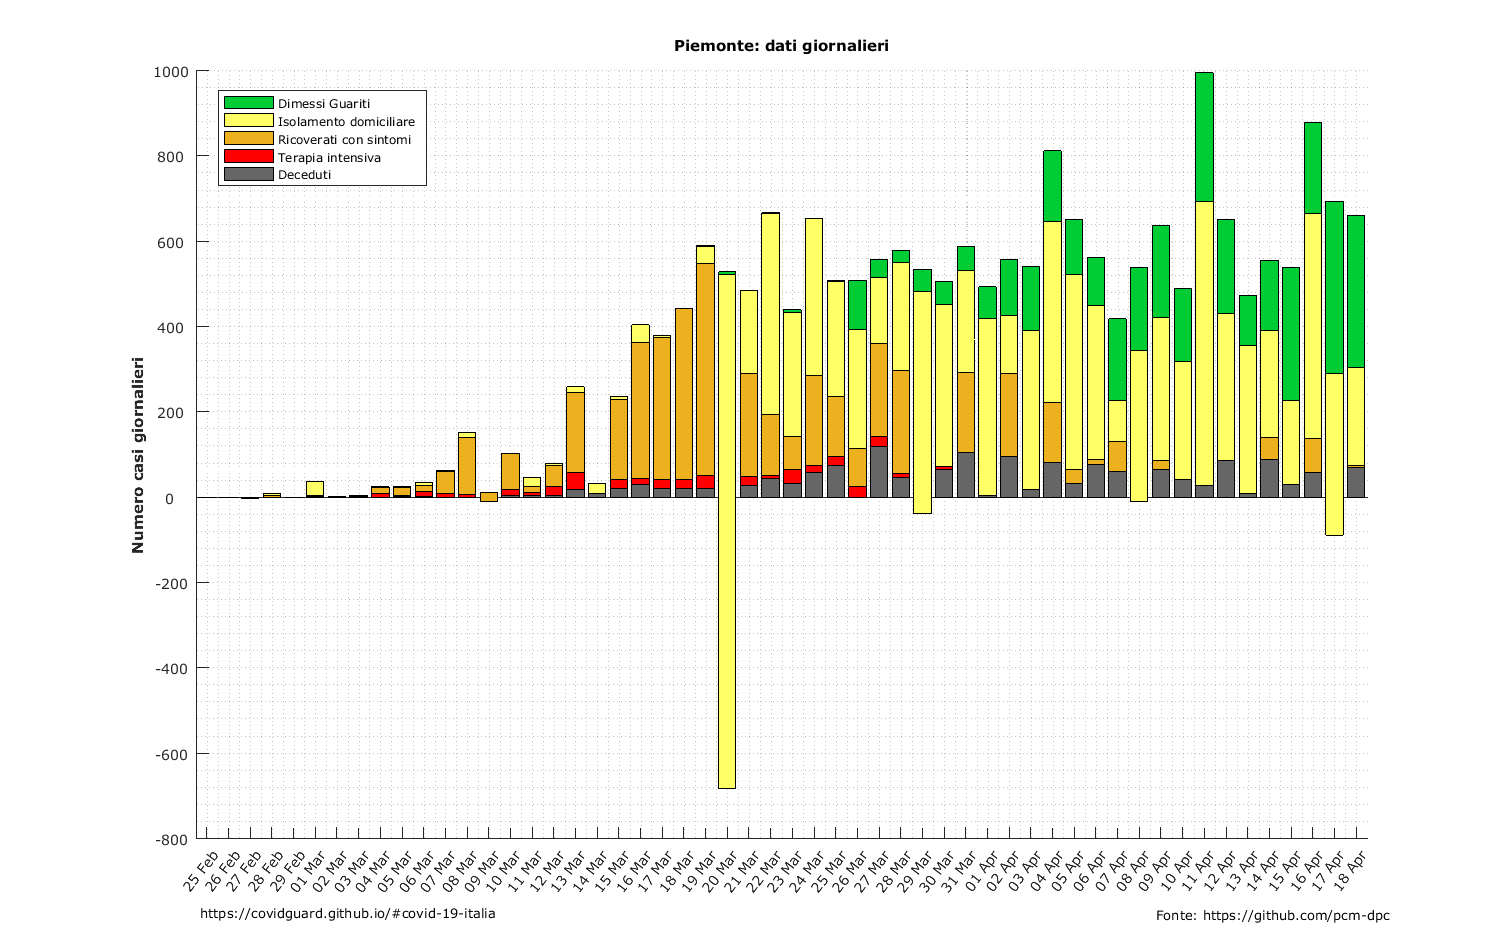 Piemonte: dati giornalieri
Dimessi Guariti
Isolamento domiciliare
Ricoverati con sintomi
Terapia intensiva
Deceduti
Numero casi giornalieri
1000
800
600
400
200
0
-200
-400
-600
-800
25 Feb
26 Feb
27 Feb
28 Feb
29 Feb
01 Mar
02 Mar
03 Mar
04 Mar
05 Mar
06 Mar
07 Mar
08 Mar
09 Mar
10 Mar
11 Mar
12 Mar
13 Mar
14 Mar
15 Mar
16 Mar
17 Mar
18 Mar
19 Mar
20 Mar
21 Mar
22 Mar
23 Mar
24 Mar
25 Mar
26 Mar
27 Mar
28 Mar
29 Mar
30 Mar
31 Mar
01 Apr
02 Apr
03 Apr
04 Apr
05 Apr
06 Apr
07 Apr
08 Apr
09 Apr
10 Apr
11 Apr
12 Apr
13 Apr
14 Apr
15 Apr
16 Apr
17 Apr
18 Apr
https://covidguard.github.io/#covid-19-italia
Fonte: https://github.com/pcm-dpc